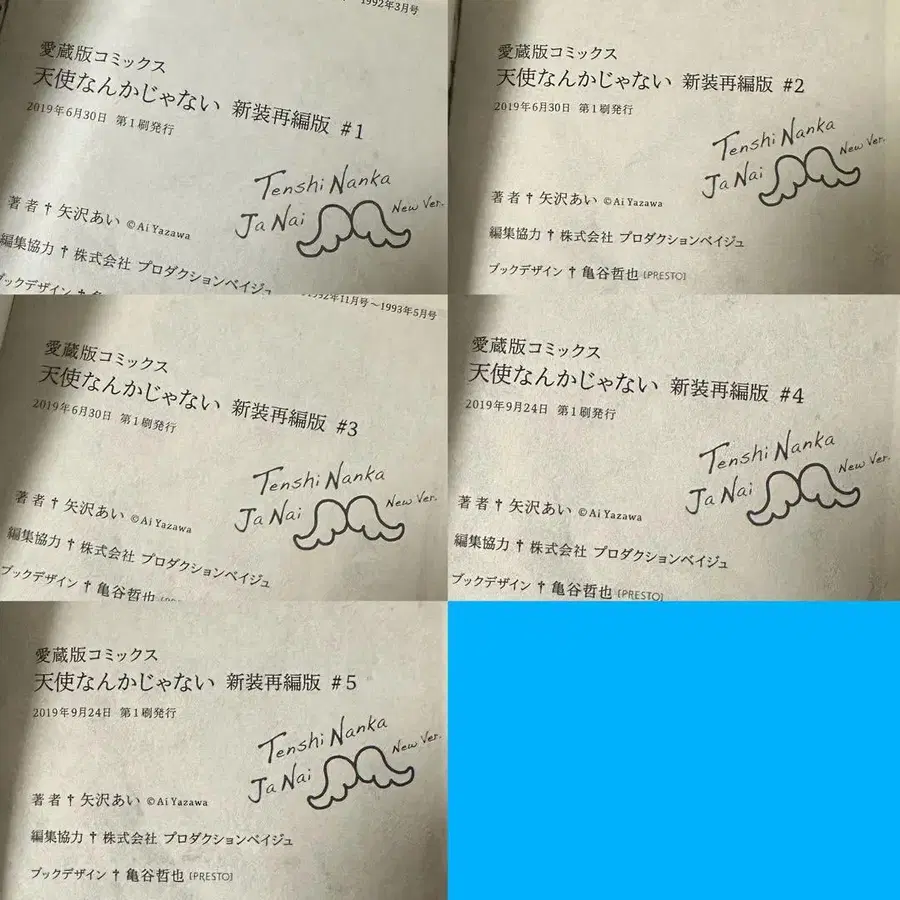 1992年3月号
愛蔵版コミックス
天使なんかじゃない 新装再編版 #1
2019年6月30日 第1刷発行
Tenshi Nanka
Ja Nai New Ver.
著者✝矢沢あい ©Ai Yazawa
編集協力✝株式会社 プロダクションベイジュ
ブックデザイン✝
愛蔵版コミックス
天使なんかじゃない 新装再編版 #2
2019年6月30日 第1刷発行
Tenshi Nanka
Ja Nai New Ver.
著者✝矢沢あい ©Ai Yazawa
編集協力✝株式会社 プロダクションベイジュ
ブックデザイン✝亀谷哲也 [PRESTO]
1992年11月号〜1993年5月号
愛蔵版コミックス
天使なんかじゃない 新装再編版 #3
2019年6月30日 第1刷発行
Tenshi Nanka
Ja Nai New Ver.
著者✝矢沢あい ©Ai Yazawa
編集協力✝株式会社 プロダクションベイジュ
ブックデザイン✝亀谷哲也
愛蔵版コミックス
天使なんかじゃない 新装再編版 #4
2019年9月24日 第1刷発行
Tenshi Nanka
Ja Nai New Ver.
著者✝矢沢あい ©Ai Yazawa
編集協力✝株式会社 プロダクションベイジュ
ブックデザイン✝亀谷哲也 [PRESTO]
愛蔵版コミックス
天使なんかじゃない 新装再編版 #5
2019年9月24日 第1刷発行
Tenshi Nanka
Ja Nai New Ver.
著者✝矢沢あい ©Ai Yazawa
編集協力✝株式会社 プロダクションベイジュ
ブックデザイン✝亀谷哲也 [PRESTO]